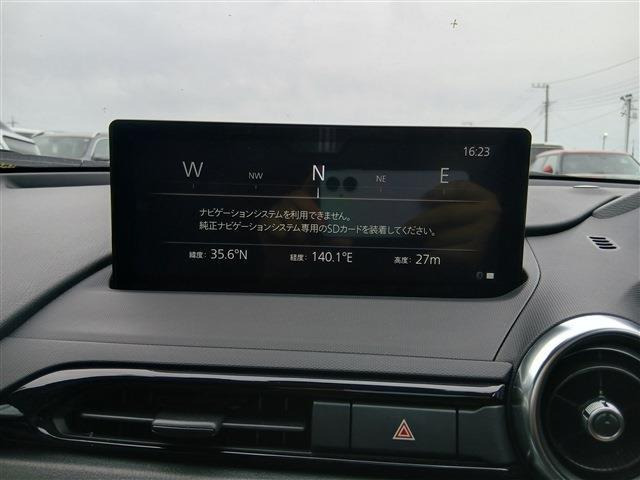 16:23
W NW N NE E
ナビゲーションシステムを利用できません。
純正ナビゲーションシステム専用のSDカードを装着してください。
緯度: 35.6°N 経度: 140.1°E 高度: 27m